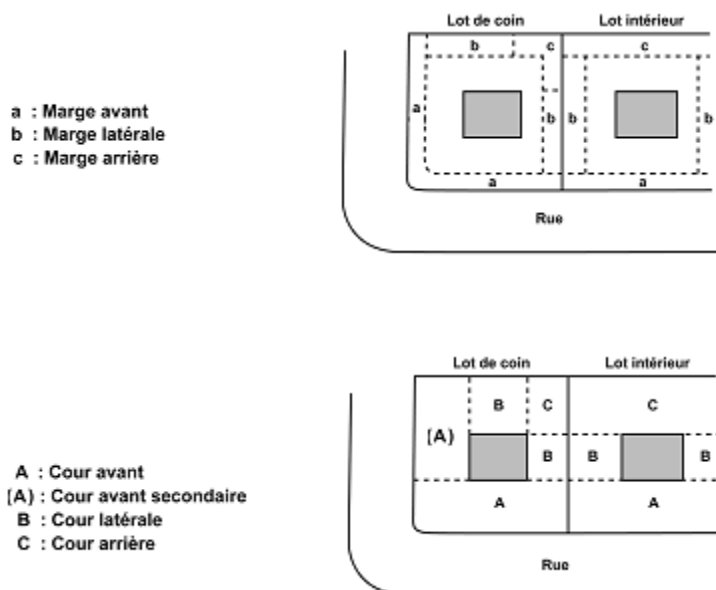 Lot de coin Lot intérieur
b c c
a : Marge avant
b : Marge latérale
c : Marge arrière
a b b b
a a
Rue
Lot de coin Lot intérieur
B C C
(A)
B B B
A : Cour avant
(A) : Cour avant secondaire
B : Cour latérale
C : Cour arrière
A A
Rue